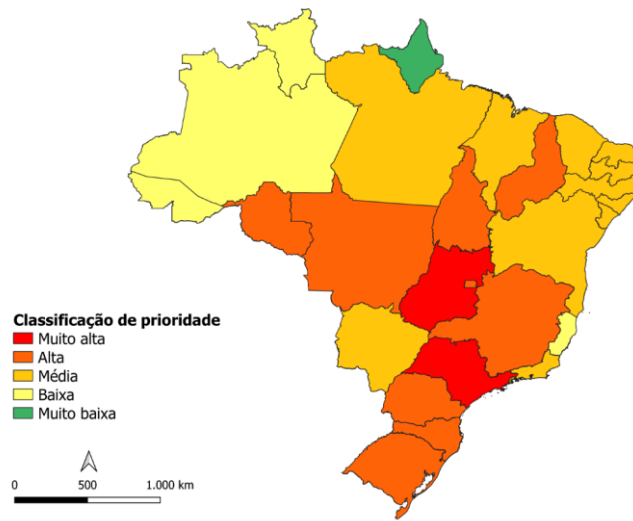 Classificação de prioridade
Muito alta
Alta
Média
Baixa
Muito baixa
0 500 1.000 km